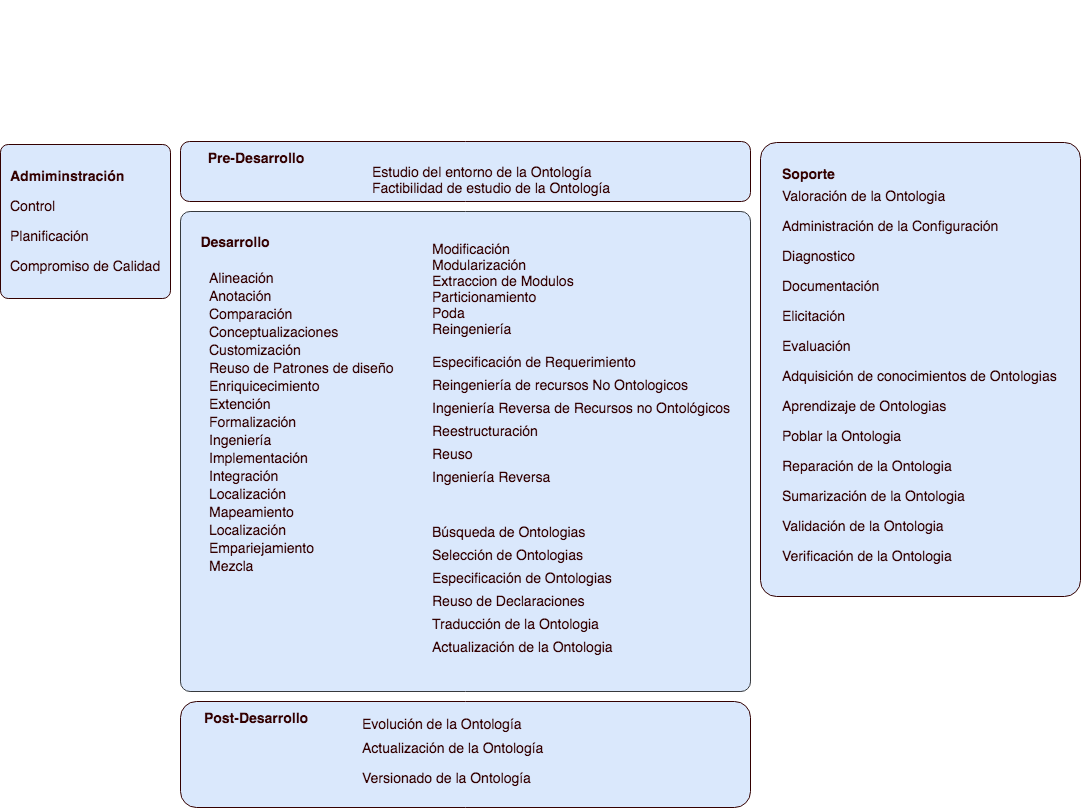 Admiminstración
Control
Planificación
Compromiso de Calidad
Pre-Desarrollo
Estudio del entorno de la Ontología
Factibilidad de estudio de la Ontología
Desarrollo
Alineación
Anotación
Comparación
Conceptualizaciones
Customización
Reuso de Patrones de diseño
Enriquicecimiento
Extención
Formalización
Ingeniería
Implementación
Integración
Localización
Mapeamiento
Localización
Empariejamiento
Mezcla
Modificación
Modularización
Extraccion de Modulos
Particionamiento
Poda
Reingeniería
Especificación de Requerimiento
Reingeniería de recursos No Ontologicos
Ingeniería Reversa de Recursos no Ontológicos
Reestructuración
Reuso
Ingeniería Reversa
Búsqueda de Ontologias
Selección de Ontologias
Especificación de Ontologias
Reuso de Declaraciones
Traducción de la Ontologia
Actualización de la Ontologia
Post-Desarrollo
Evolución de la Ontología
Actualización de la Ontología
Versionado de la Ontología
Soporte
Valoración de la Ontologia
Administración de la Configuración
Diagnostico
Documentación
Elicitación
Evaluación
Adquisición de conocimientos de Ontologias
Aprendizaje de Ontologias
Poblar la Ontologia
Reparación de la Ontologia
Sumarización de la Ontologia
Validación de la Ontologia
Verificación de la Ontologia